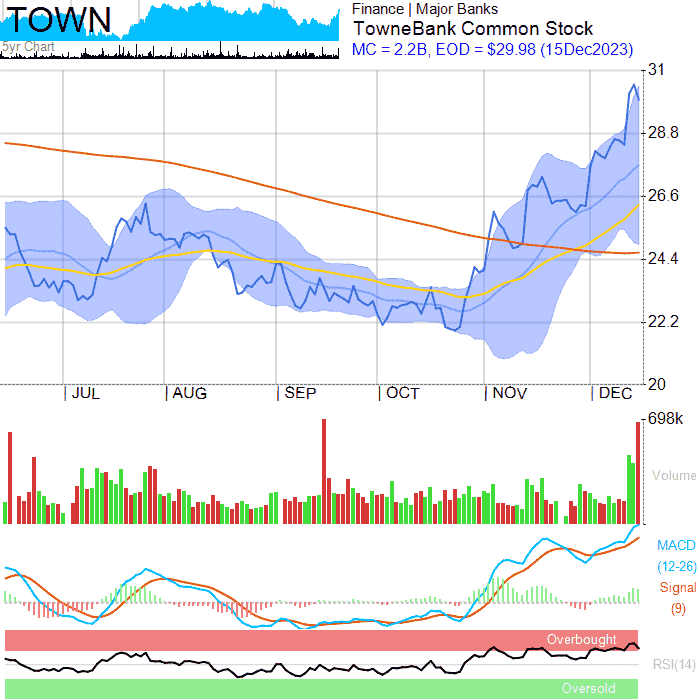 TOWN
5yr Chart
Finance | Major Banks
TowneBank Common Stock
MC = 2.2B, EOD = $29.98 (15Dec2023)
31
28.8
26.6
24.4
22.2
20
JUL AUG SEP OCT NOV DEC
698k
Volume
MACD
(12-26)
Signal
(9)
Overbought
RSI(14)
Oversold